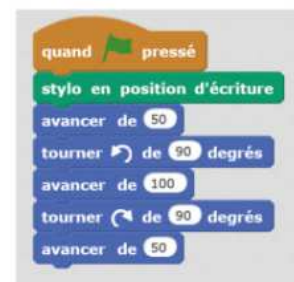 quand pressé
stylo en position d'écriture
avancer de 50
tourner de 90 degrés
avancer de 100
tourner de 90 degrés
avancer de 50